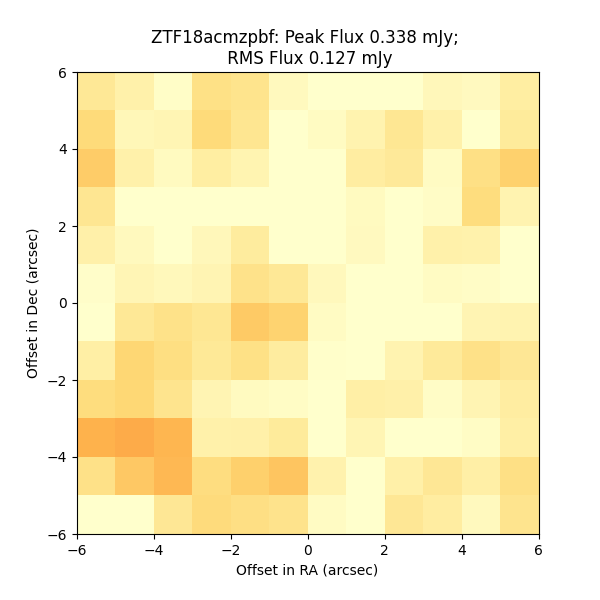 ZTF18acmzpbf: Peak Flux 0.338 mJy;
RMS Flux 0.127 mJy
6
4
2
0
−2
−4
−6
Offset in Dec (arcsec)
−6 −4 −2 0 2 4 6
Offset in RA (arcsec)